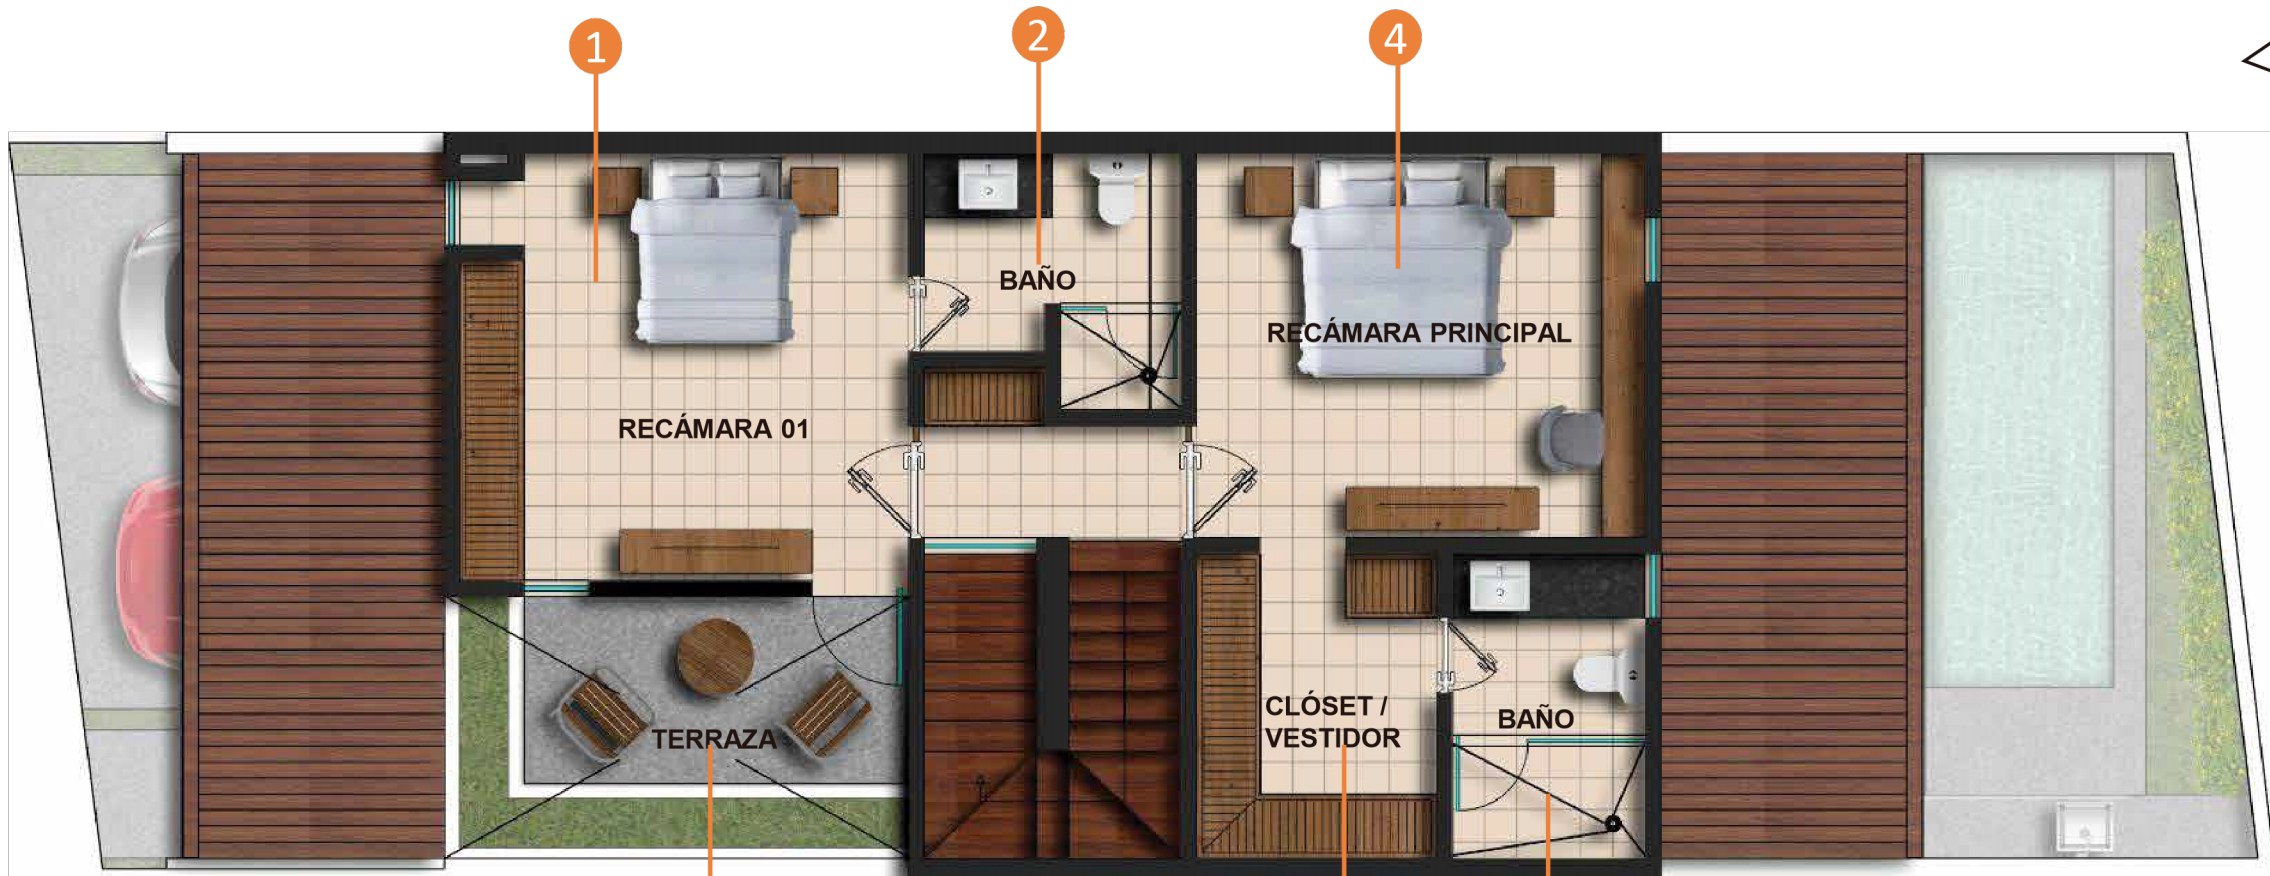 1
2
4
BAÑO
RECÁMARA PRINCIPAL
RECÁMARA 01
CLÓSET /
VESTIDOR
BAÑO
TERRAZA